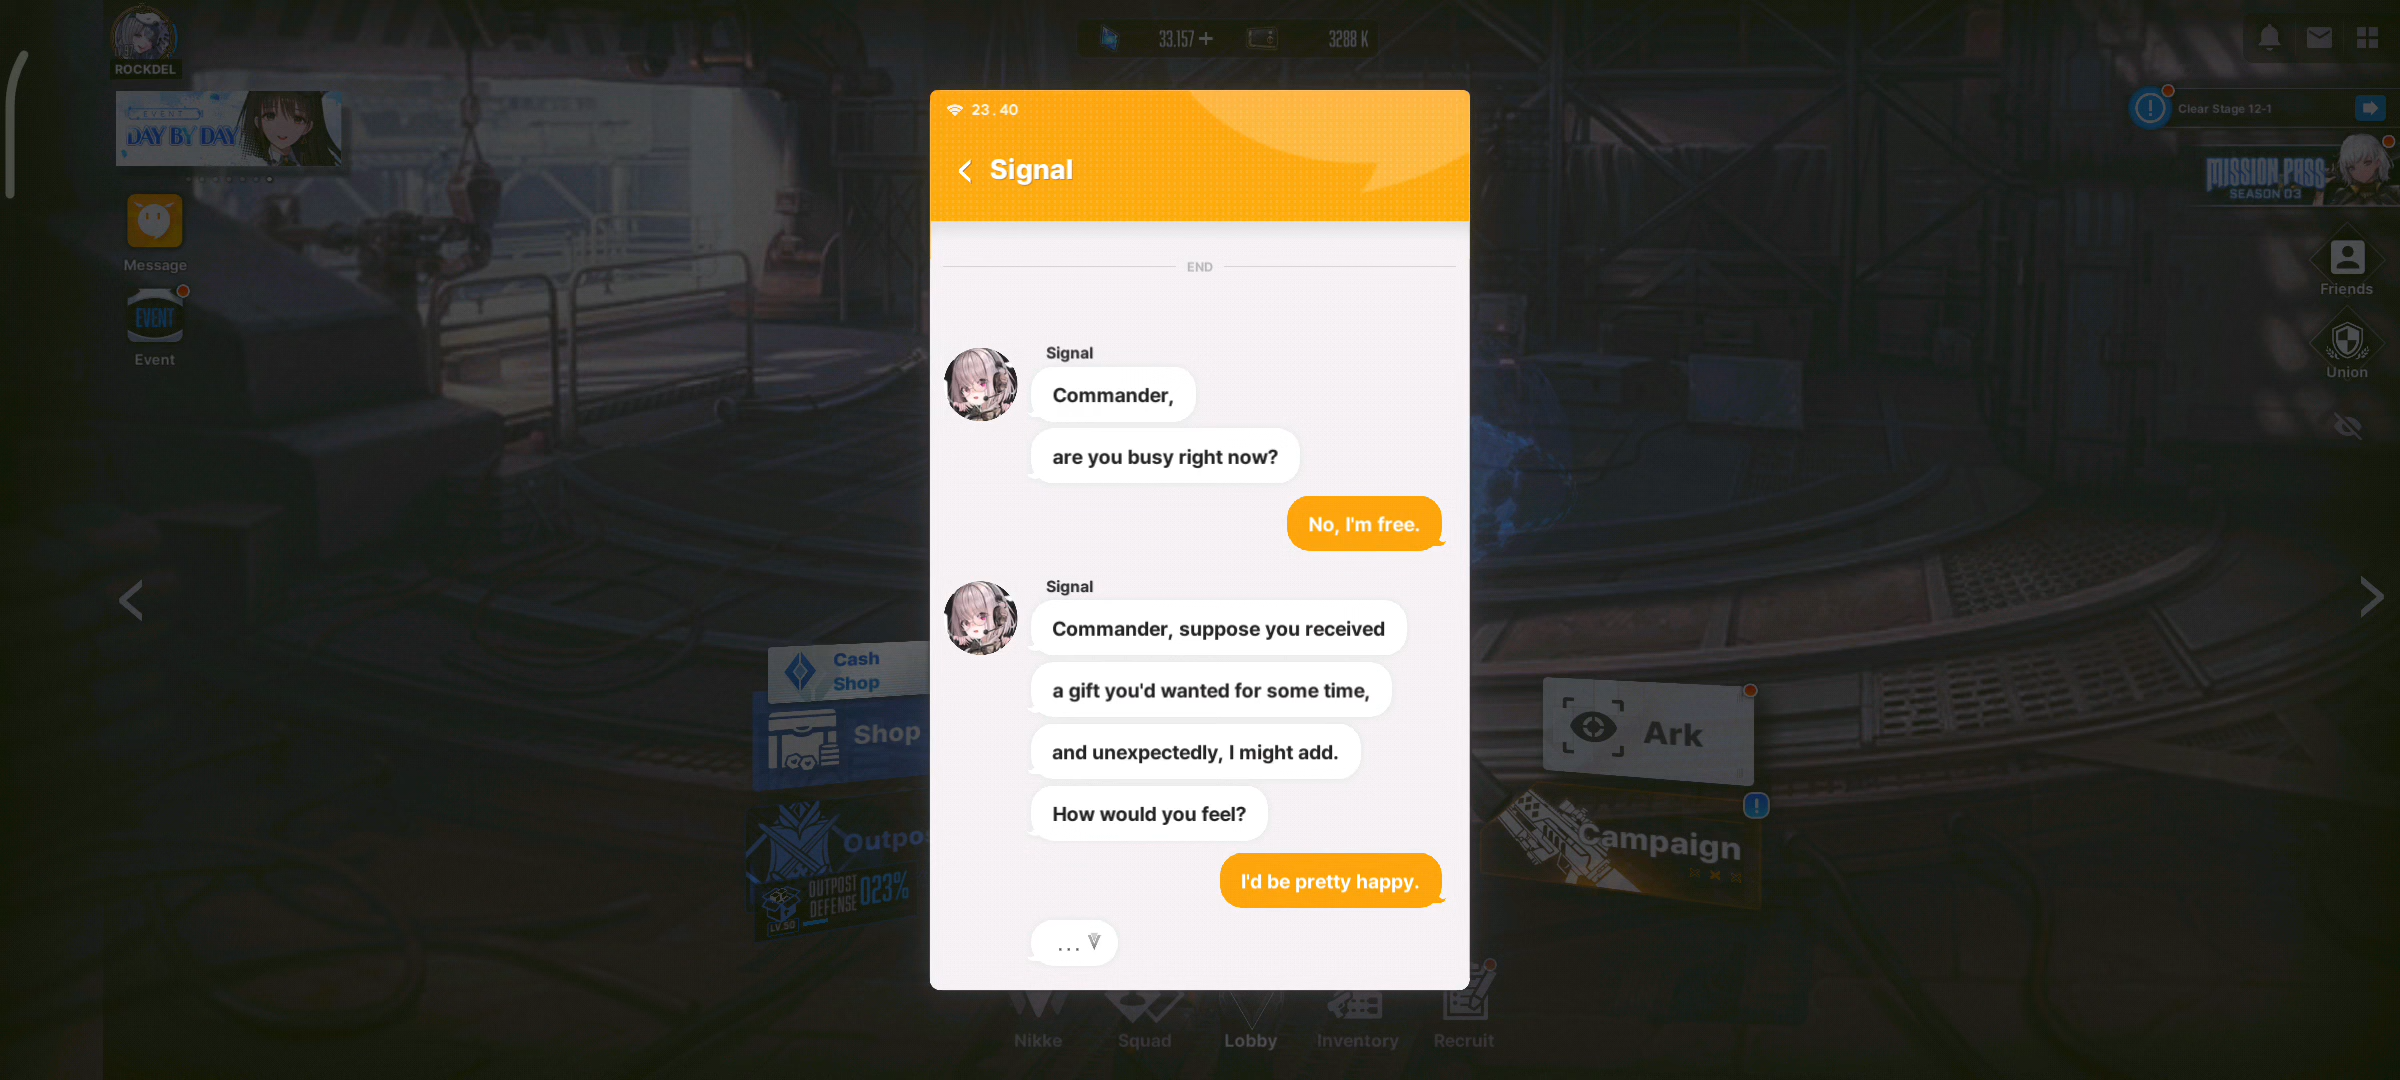 ROCKDEL
33,157 +
3288 K
EVENT
DAY BY DAY
Message
EVENT
Event
Clear Stage 12-1
MISSION PASS
SEASON 03
Friends
Union
23 . 40
Signal
END
Signal
Commander,
are you busy right now?
No, I'm free.
Signal
Commander, suppose you received
a gift you'd wanted for some time,
and unexpectedly, I might add.
How would you feel?
I'd be pretty happy.
...
Cash
Shop
Shop
Outpo
OUTPOST
DEFENSE
023%
LV.50
Ark
Campaign
Nikke
Squad
Lobby
Inventory
Recruit